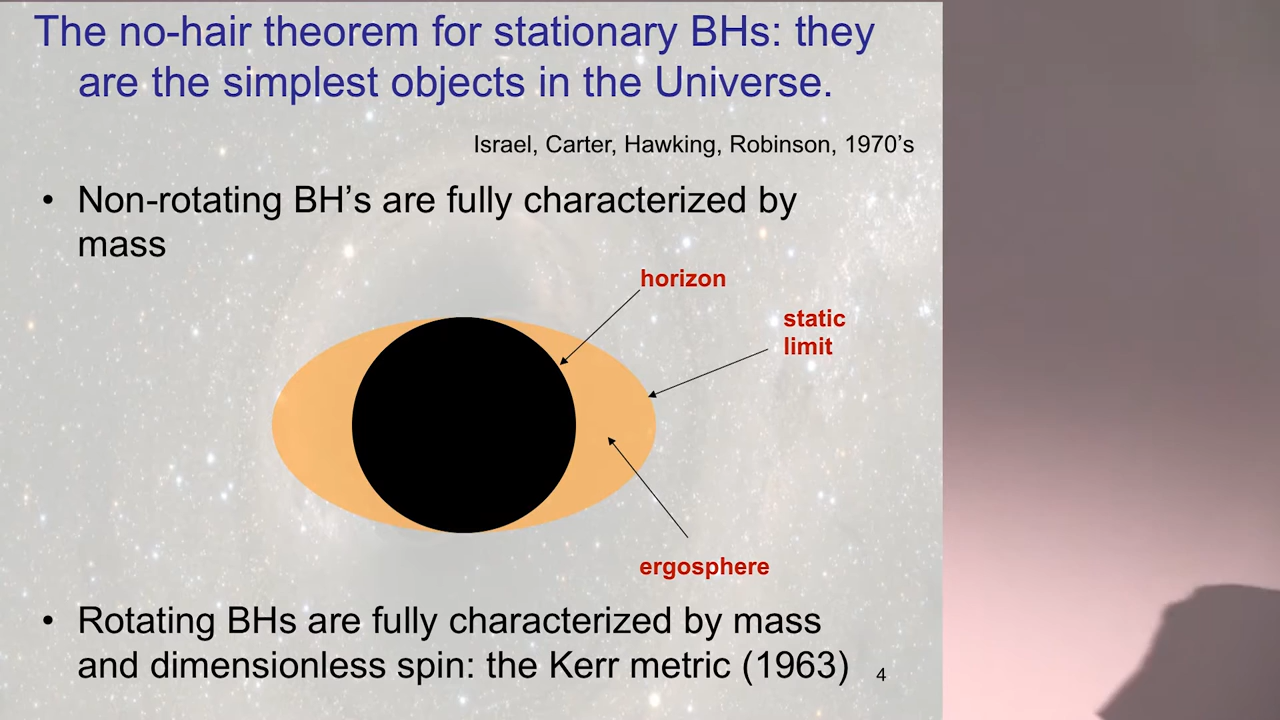 The no-hair theorem for stationary BHs: they
are the simplest objects in the Universe.
Israel, Carter, Hawking, Robinson, 1970’s
• Non-rotating BH’s are fully characterized by
mass
horizon
static
limit
ergosphere
• Rotating BHs are fully characterized by mass
and dimensionless spin: the Kerr metric (1963)
4